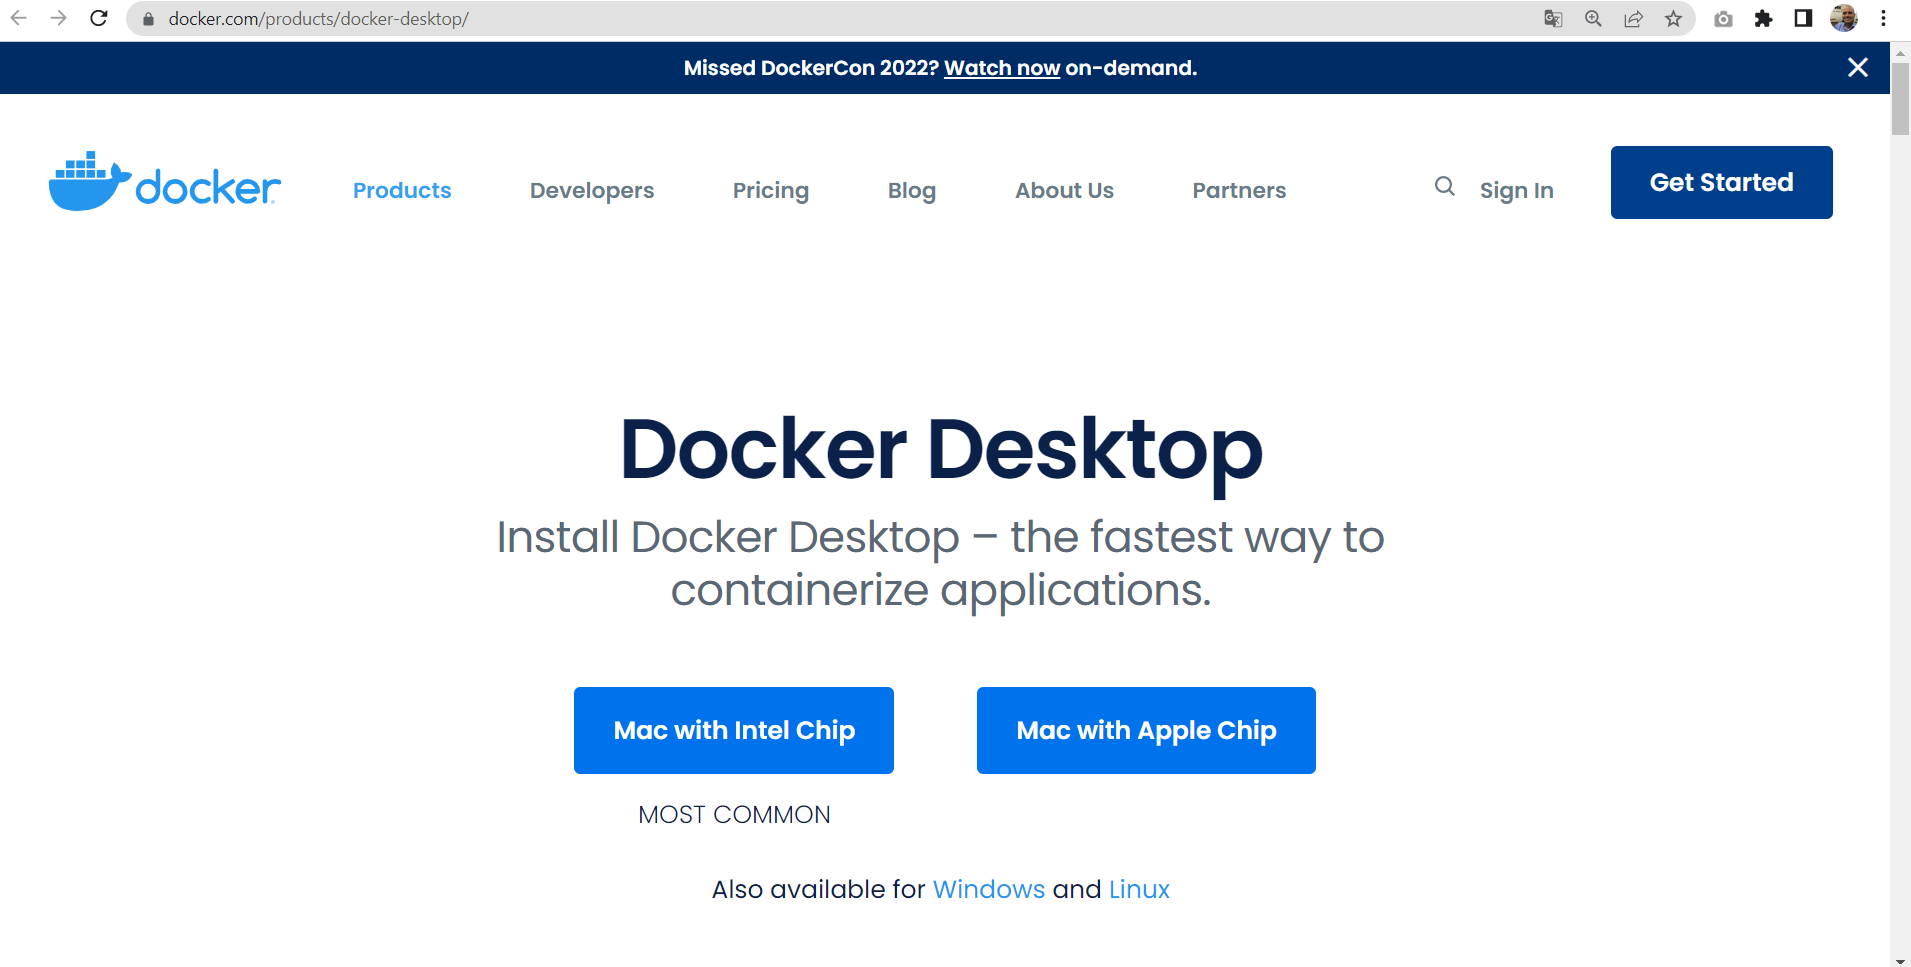 docker.com/products/docker-desktop/
Missed DockerCon 2022? Watch now on-demand.
docker
Products
Developers
Pricing
Blog
About Us
Partners
Sign In
Get Started
Docker Desktop
Install Docker Desktop – the fastest way to
containerize applications.
Mac with Intel Chip
Mac with Apple Chip
MOST COMMON
Also available for Windows and Linux